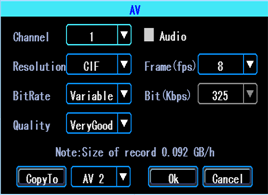 AV
Channel 1 Audio
Resolution CIF Frame(fps) 8
BitRate Variable Bit(Kbps) 325
Quality VeryGood
Note:Size of record 0.092 GB/h
CopyTo AV 2 Ok Cancel